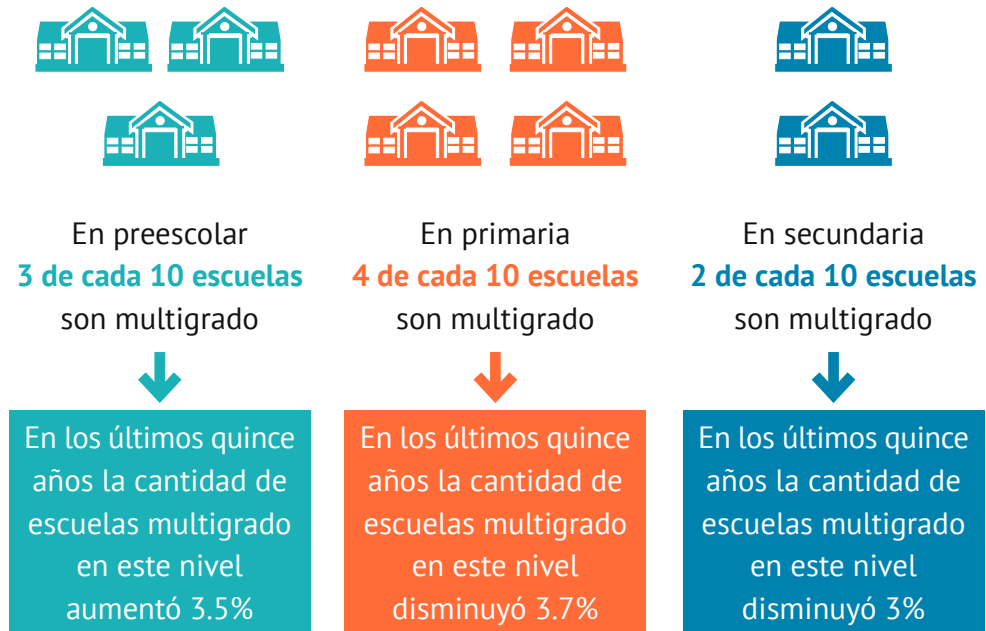 En preescolar
3 de cada 10 escuelas
son multigrado
En los últimos quince
años la cantidad de
escuelas multigrado
en este nivel
aumentó 3.5%
En primaria
4 de cada 10 escuelas
son multigrado
En los últimos quince
años la cantidad de
escuelas multigrado
en este nivel
disminuyó 3.7%
En secundaria
2 de cada 10 escuelas
son multigrado
En los últimos quince
años la cantidad de
escuelas multigrado
en este nivel
disminuyó 3%